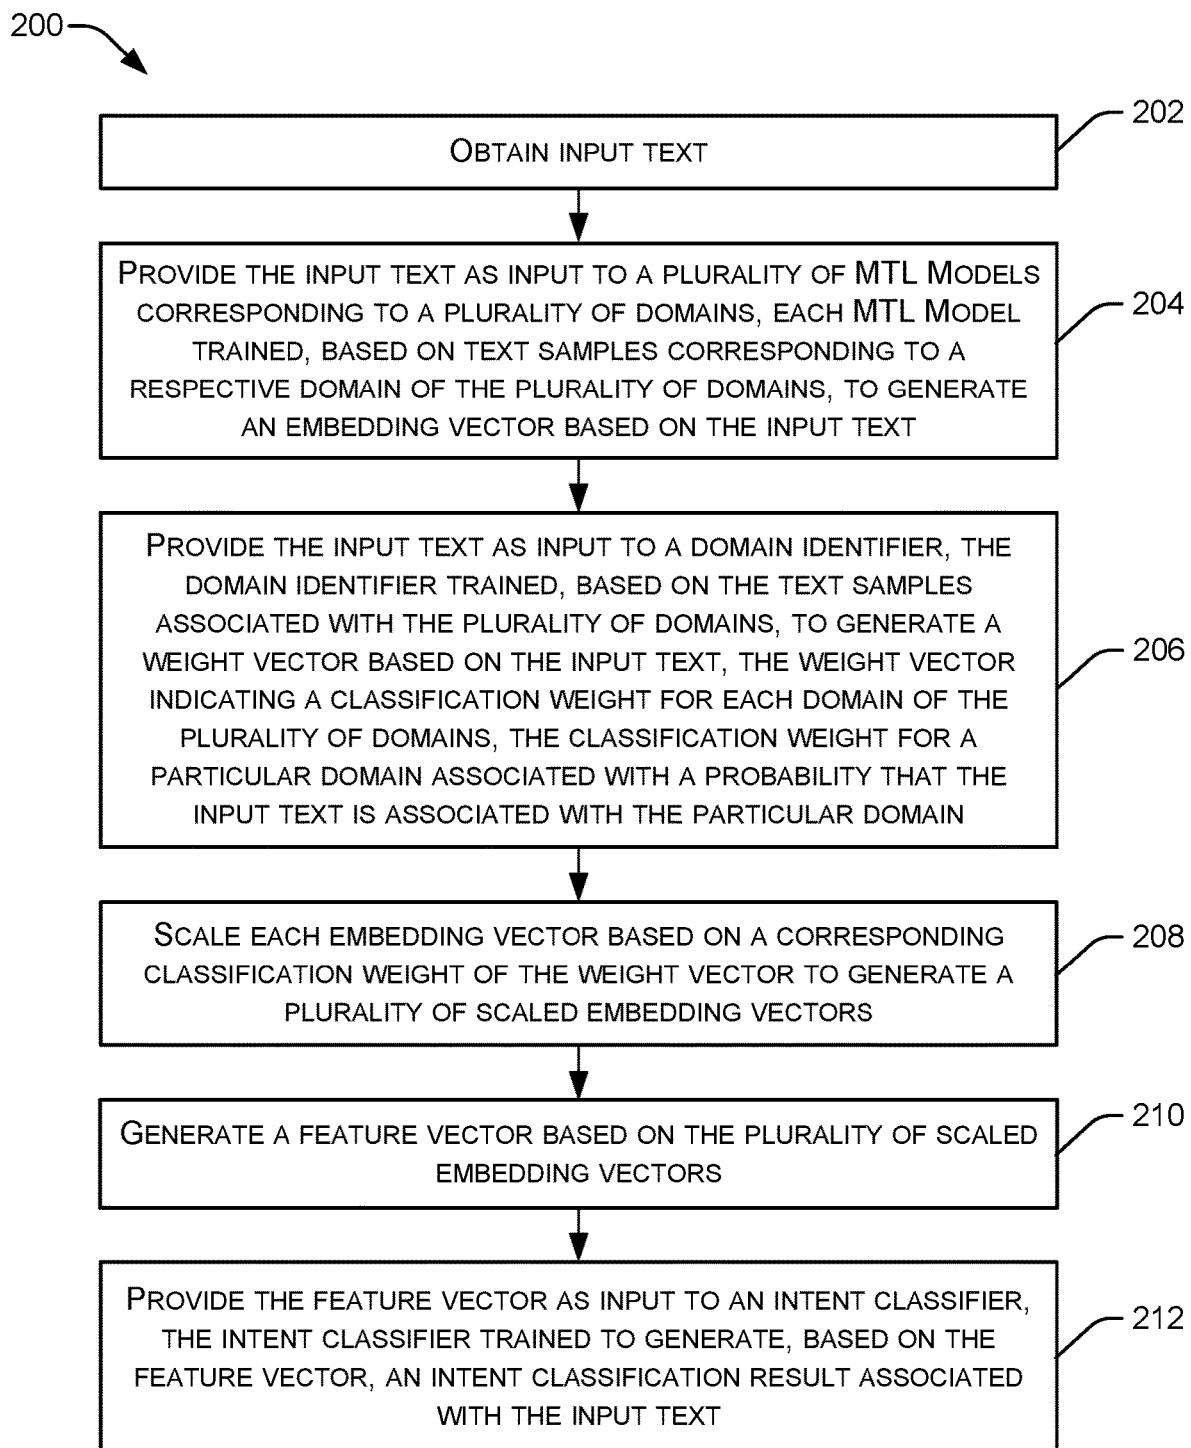 200
202
OBTAIN INPUT TEXT
PROVIDE THE INPUT TEXT AS INPUT TO A PLURALITY OF MTL MODELS
CORRESPONDING TO A PLURALITY OF DOMAINS, EACH MTL MODEL
TRAINED, BASED ON TEXT SAMPLES CORRESPONDING TO A
RESPECTIVE DOMAIN OF THE PLURALITY OF DOMAINS, TO GENERATE
AN EMBEDDING VECTOR BASED ON THE INPUT TEXT
204
PROVIDE THE INPUT TEXT AS INPUT TO A DOMAIN IDENTIFIER, THE
DOMAIN IDENTIFIER TRAINED, BASED ON THE TEXT SAMPLES
ASSOCIATED WITH THE PLURALITY OF DOMAINS, TO GENERATE A
WEIGHT VECTOR BASED ON THE INPUT TEXT, THE WEIGHT VECTOR
INDICATING A CLASSIFICATION WEIGHT FOR EACH DOMAIN OF THE
PLURALITY OF DOMAINS, THE CLASSIFICATION WEIGHT FOR A
PARTICULAR DOMAIN ASSOCIATED WITH A PROBABILITY THAT THE
INPUT TEXT IS ASSOCIATED WITH THE PARTICULAR DOMAIN
206
SCALE EACH EMBEDDING VECTOR BASED ON A CORRESPONDING
CLASSIFICATION WEIGHT OF THE WEIGHT VECTOR TO GENERATE A
PLURALITY OF SCALED EMBEDDING VECTORS
208
GENERATE A FEATURE VECTOR BASED ON THE PLURALITY OF SCALED
EMBEDDING VECTORS
210
PROVIDE THE FEATURE VECTOR AS INPUT TO AN INTENT CLASSIFIER,
THE INTENT CLASSIFIER TRAINED TO GENERATE, BASED ON THE
FEATURE VECTOR, AN INTENT CLASSIFICATION RESULT ASSOCIATED
WITH THE INPUT TEXT
212